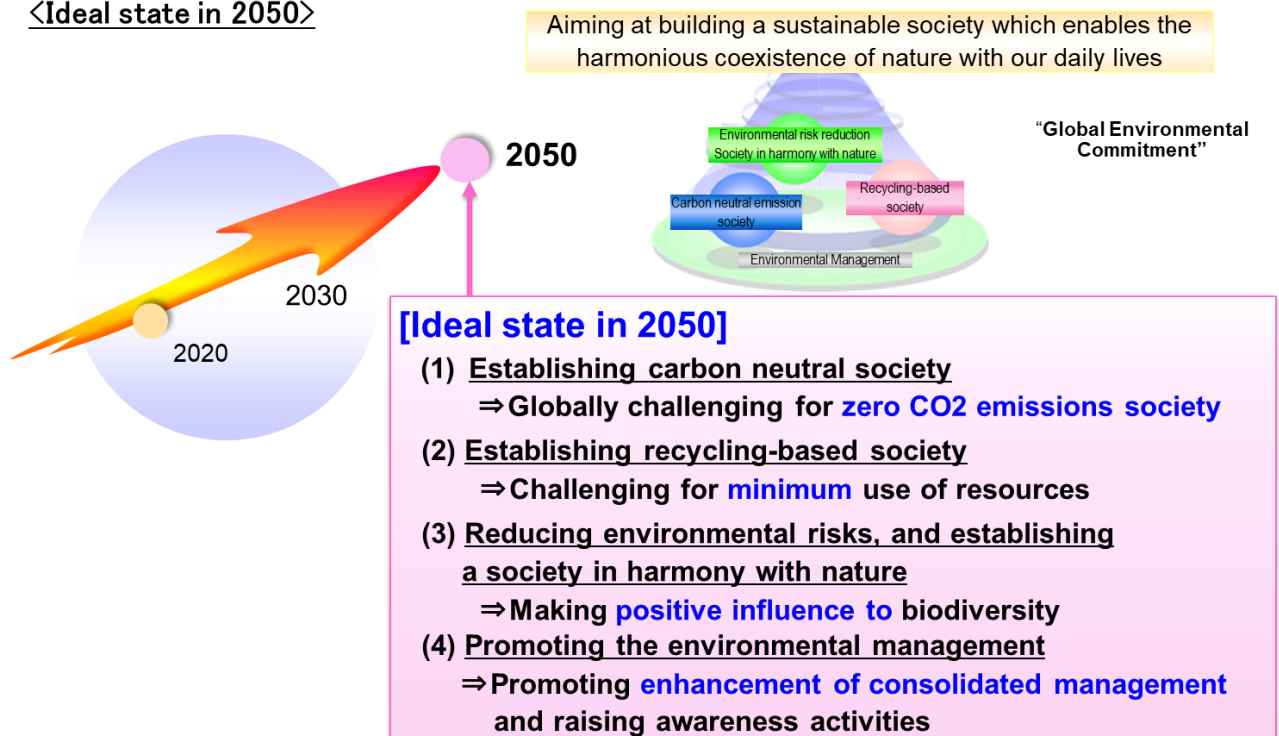 <Ideal state in 2050>
Aiming at building a sustainable society which enables the
harmonious coexistence of nature with our daily lives
“Global Environmental
Commitment”
Environmental risk reduction
Society in harmony with nature
Recycling-based
society
Carbon neutral emission
society
Environmental Management
2050
2030
2020
[Ideal state in 2050]
(1) Establishing carbon neutral society
⇒Globally challenging for zero CO2 emissions society
(2) Establishing recycling-based society
⇒Challenging for minimum use of resources
(3) Reducing environmental risks, and establishing
a society in harmony with nature
⇒Making positive influence to biodiversity
(4) Promoting the environmental management
⇒Promoting enhancement of consolidated management
and raising awareness activities